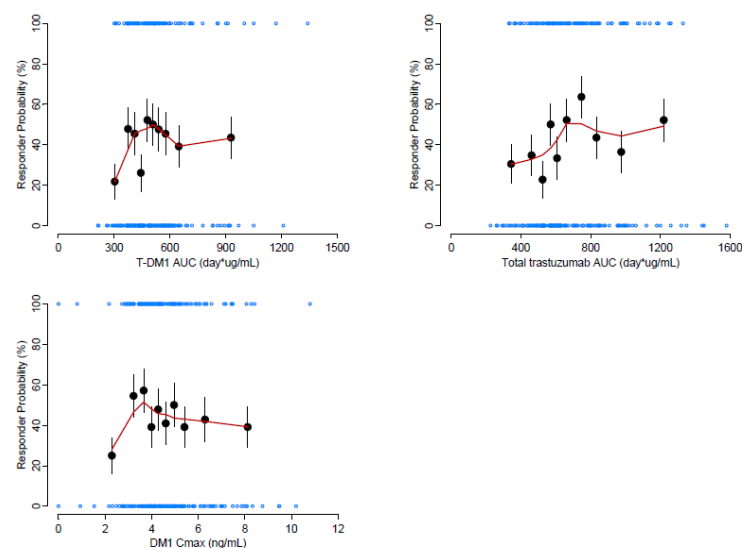 Responder Probability (%)
100
80
60
40
20
0
0 300 600 900 1200 1500
T-DM1 AUC (day*ug/mL)
Responder Probability (%)
100
80
60
40
20
0
0 400 800 1200 1600
Total trastuzumab AUC (day*ug/mL)
Responder Probability (%)
100
80
60
40
20
0
0 2 4 6 8 10 12
DM1 Cmax (ng/mL)